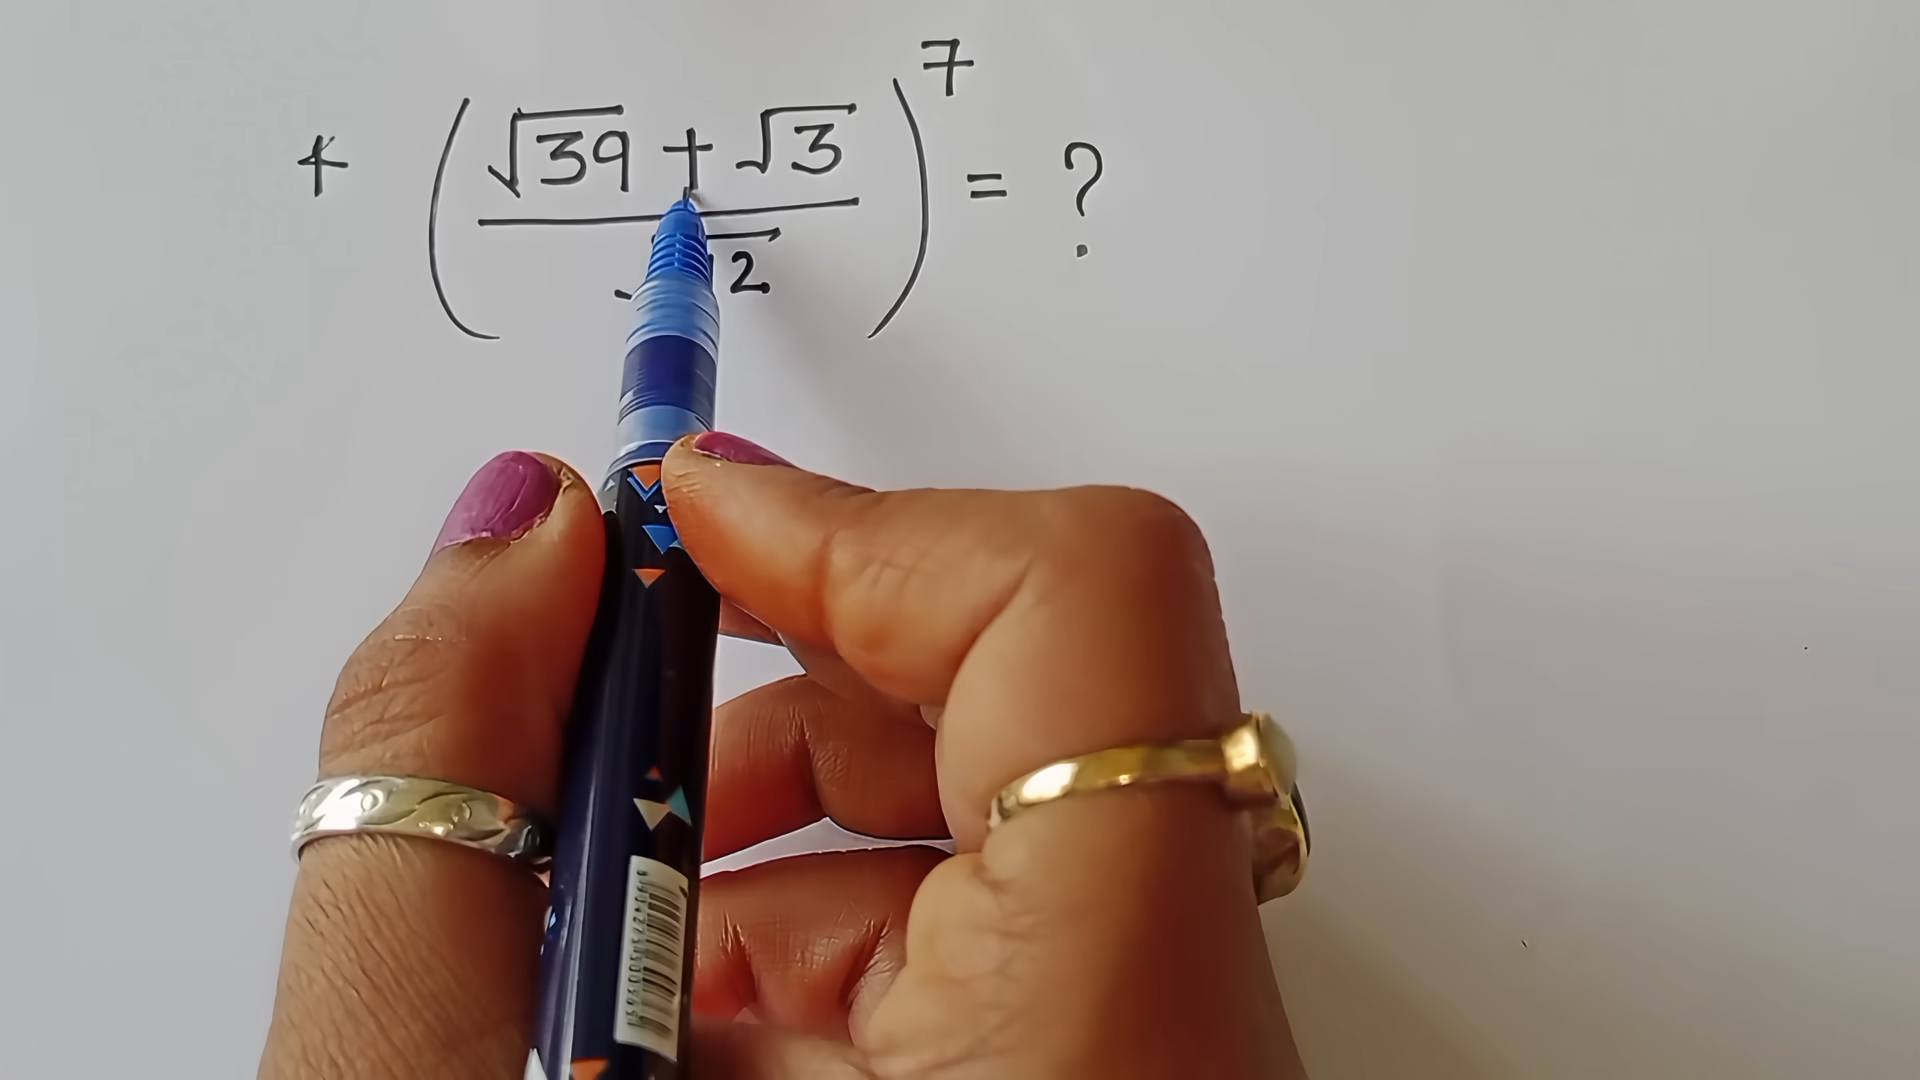 * (√39 + √3 / √2)^7 = ?